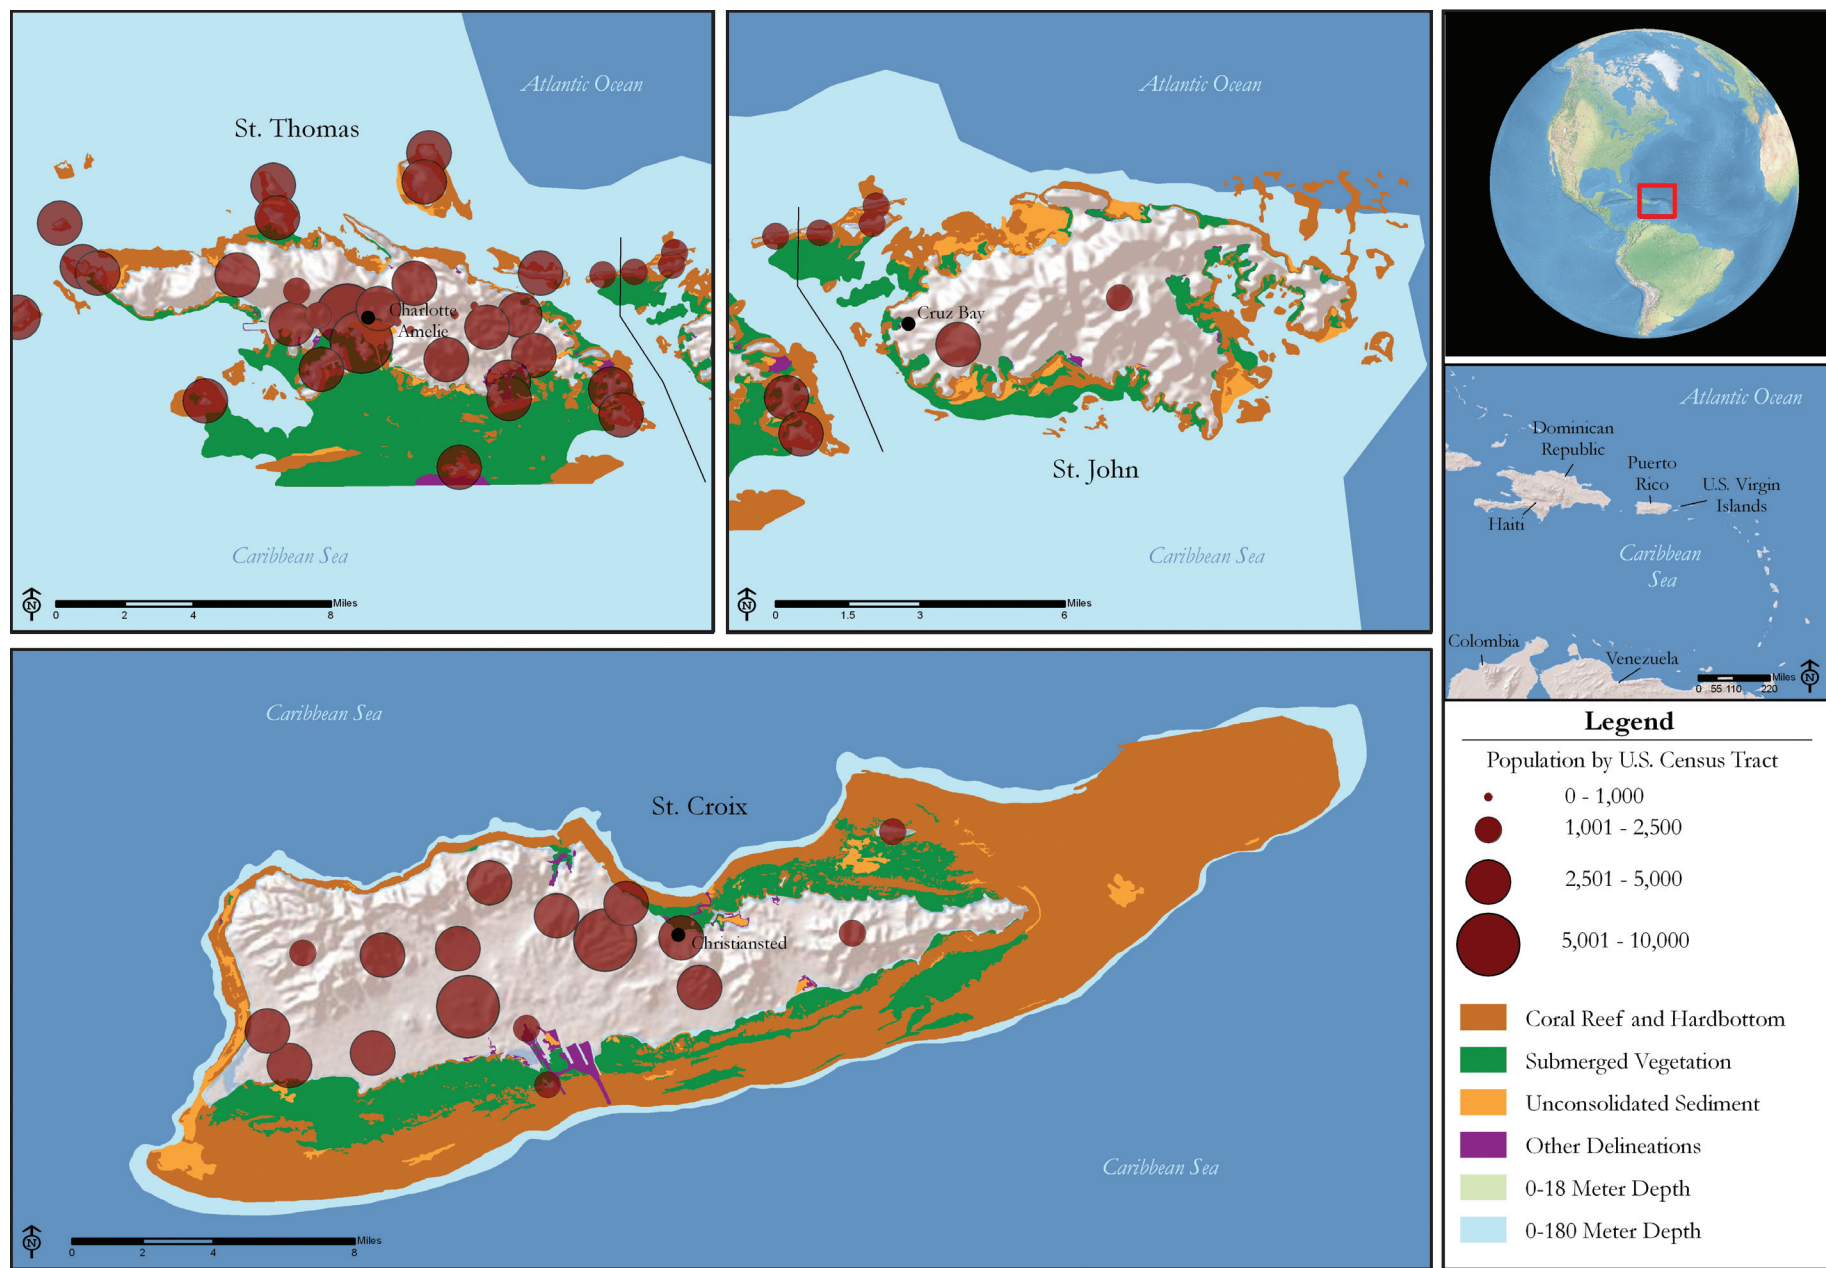 Atlantic Ocean
St. Thomas
Charlotte
Amelie
Caribbean Sea
N
0 2 4 8 Miles
Atlantic Ocean
Cruz Bay
St. John
Caribbean Sea
N
0 1.5 3 6 Miles
Atlantic Ocean
Dominican
Republic
Puerto
Rico
U.S. Virgin
Islands
Haiti
Caribbean
Sea
Colombia
Venezuela
0 55 110 220 Miles
N
Caribbean Sea
St. Croix
Christiansted
Caribbean Sea
N
0 2 4 8 Miles
Legend
Population by U.S. Census Tract
0 - 1,000
1,001 - 2,500
2,501 - 5,000
5,001 - 10,000
Coral Reef and Hardbottom
Submerged Vegetation
Unconsolidated Sediment
Other Delineations
0-18 Meter Depth
0-180 Meter Depth